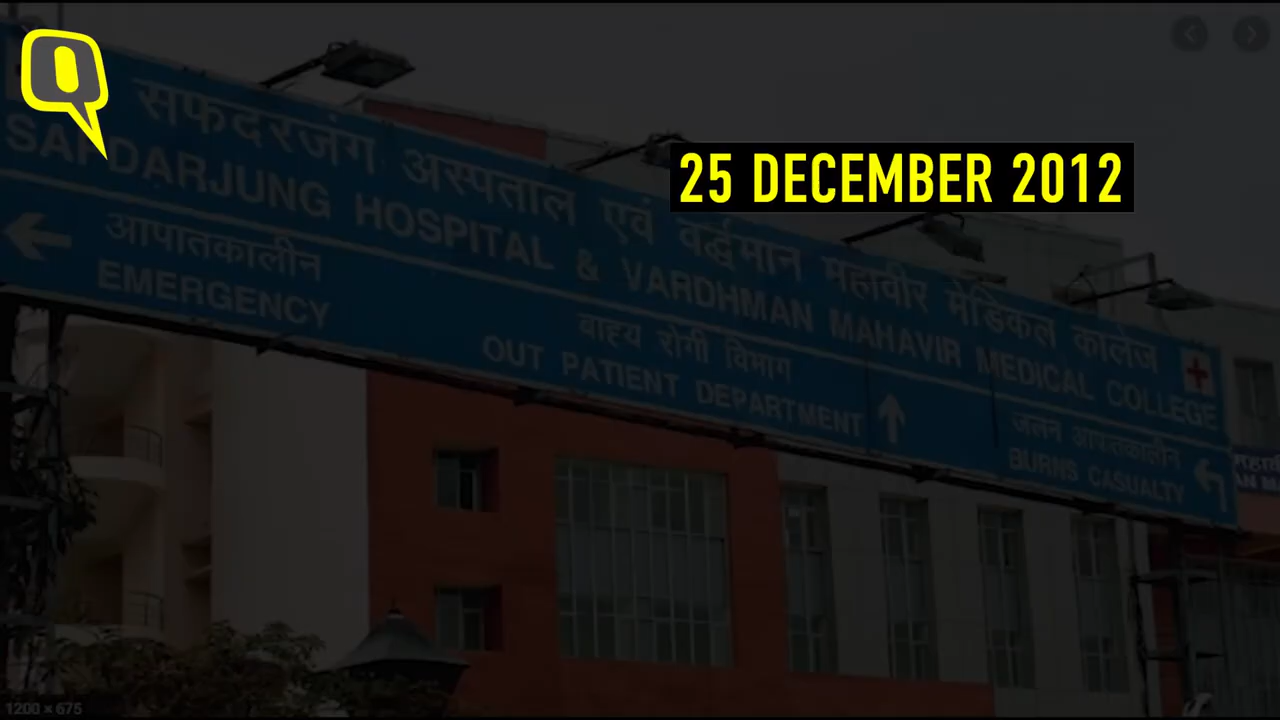 25 DECEMBER 2012
सफदरजंग अस्पताल एवं वर्द्धमान महावीर मेडिकल कालेज
SAFDARJUNG HOSPITAL & VARDHMAN MAHAVIR MEDICAL COLLEGE
आपातकालीन
EMERGENCY
बाह्य रोगी विभाग
OUT PATIENT DEPARTMENT
जलन आपातकालीन
BURNS CASUALTY
1200 × 675